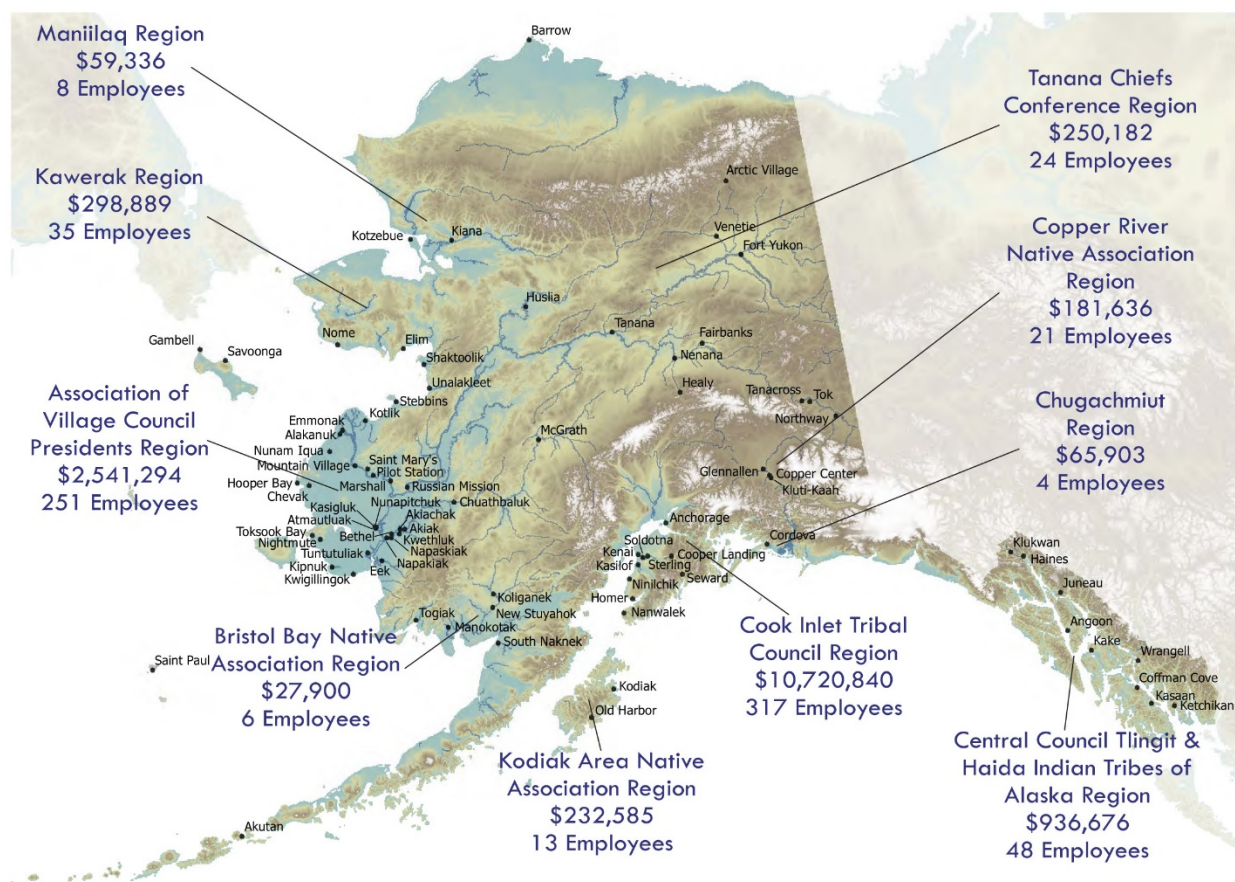 Barrow
Maniilaq Region
$59,336
8 Employees
Tanana Chiefs
Conference Region
$250,182
24 Employees
Arctic Village
Kawerak Region
$298,889
35 Employees
Kotzebue
Kiana
Venetie
Fort Yukon
Copper River
Native Association
Region
$181,636
21 Employees
Huslia
Tanana
Nome
Elim
Fairbanks
Gambell
Savoonga
Shaktoolik
Nenana
Unalakleet
Healy
Tanacross
Tok
Northway
Association of
Village Council
Presidents Region
$2,541,294
251 Employees
Stebbins
Kotlik
Emmonak
Alakanuk
McGrath
Chugachmiut
Region
$65,903
4 Employees
Nunam Iqua
Saint Mary's
Mountain Village
Pilot Station
Hooper Bay
Marshall
Russian Mission
Chevak
Nunapitchuk
Chuathbaluk
Glennallen
Copper Center
Kluti-Kaah
Kasigluk
Akiachak
Atmautluak
Akiak
Toksook Bay
Bethel
Kwethluk
Nightmute
Napaskiak
Tuntutuliak
Napakiak
Kipnuk
Eek
Kwigillingok
Anchorage
Cordova
Soldotna
Kenai
Cooper Landing
Kasilof
Sterling
Seward
Ninilchik
Homer
Nanwalek
Klukwan
Haines
Juneau
Koliganek
New Stuyahok
Togiak
Manokotak
South Naknek
Angoon
Kake
Wrangell
Coffman Cove
Kasaan
Ketchikan
Bristol Bay Native
Association Region
$27,900
6 Employees
Saint Paul
Cook Inlet Tribal
Council Region
$10,720,840
317 Employees
Kodiak
Old Harbor
Kodiak Area Native
Association Region
$232,585
13 Employees
Central Council Tlingit &
Haida Indian Tribes of
Alaska Region
$936,676
48 Employees
Akutan